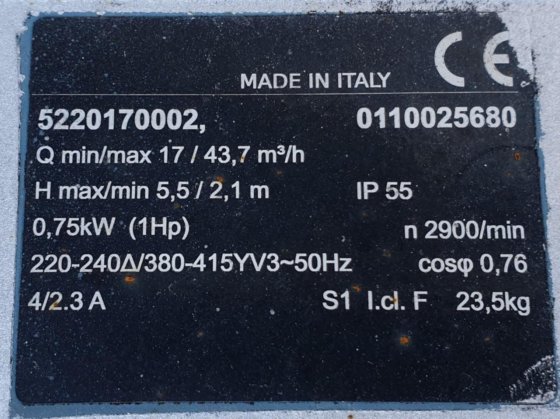 MADE IN ITALY CE
5220170002, 0110025680
Q min/max 17 / 43,7 m³/h
H max/min 5,5 / 2,1 m IP 55
0,75kW (1Hp) n 2900/min
220-240Δ/380-415YV3~50Hz cosφ 0,76
4/2.3 A S1 I.cl. F 23,5kg